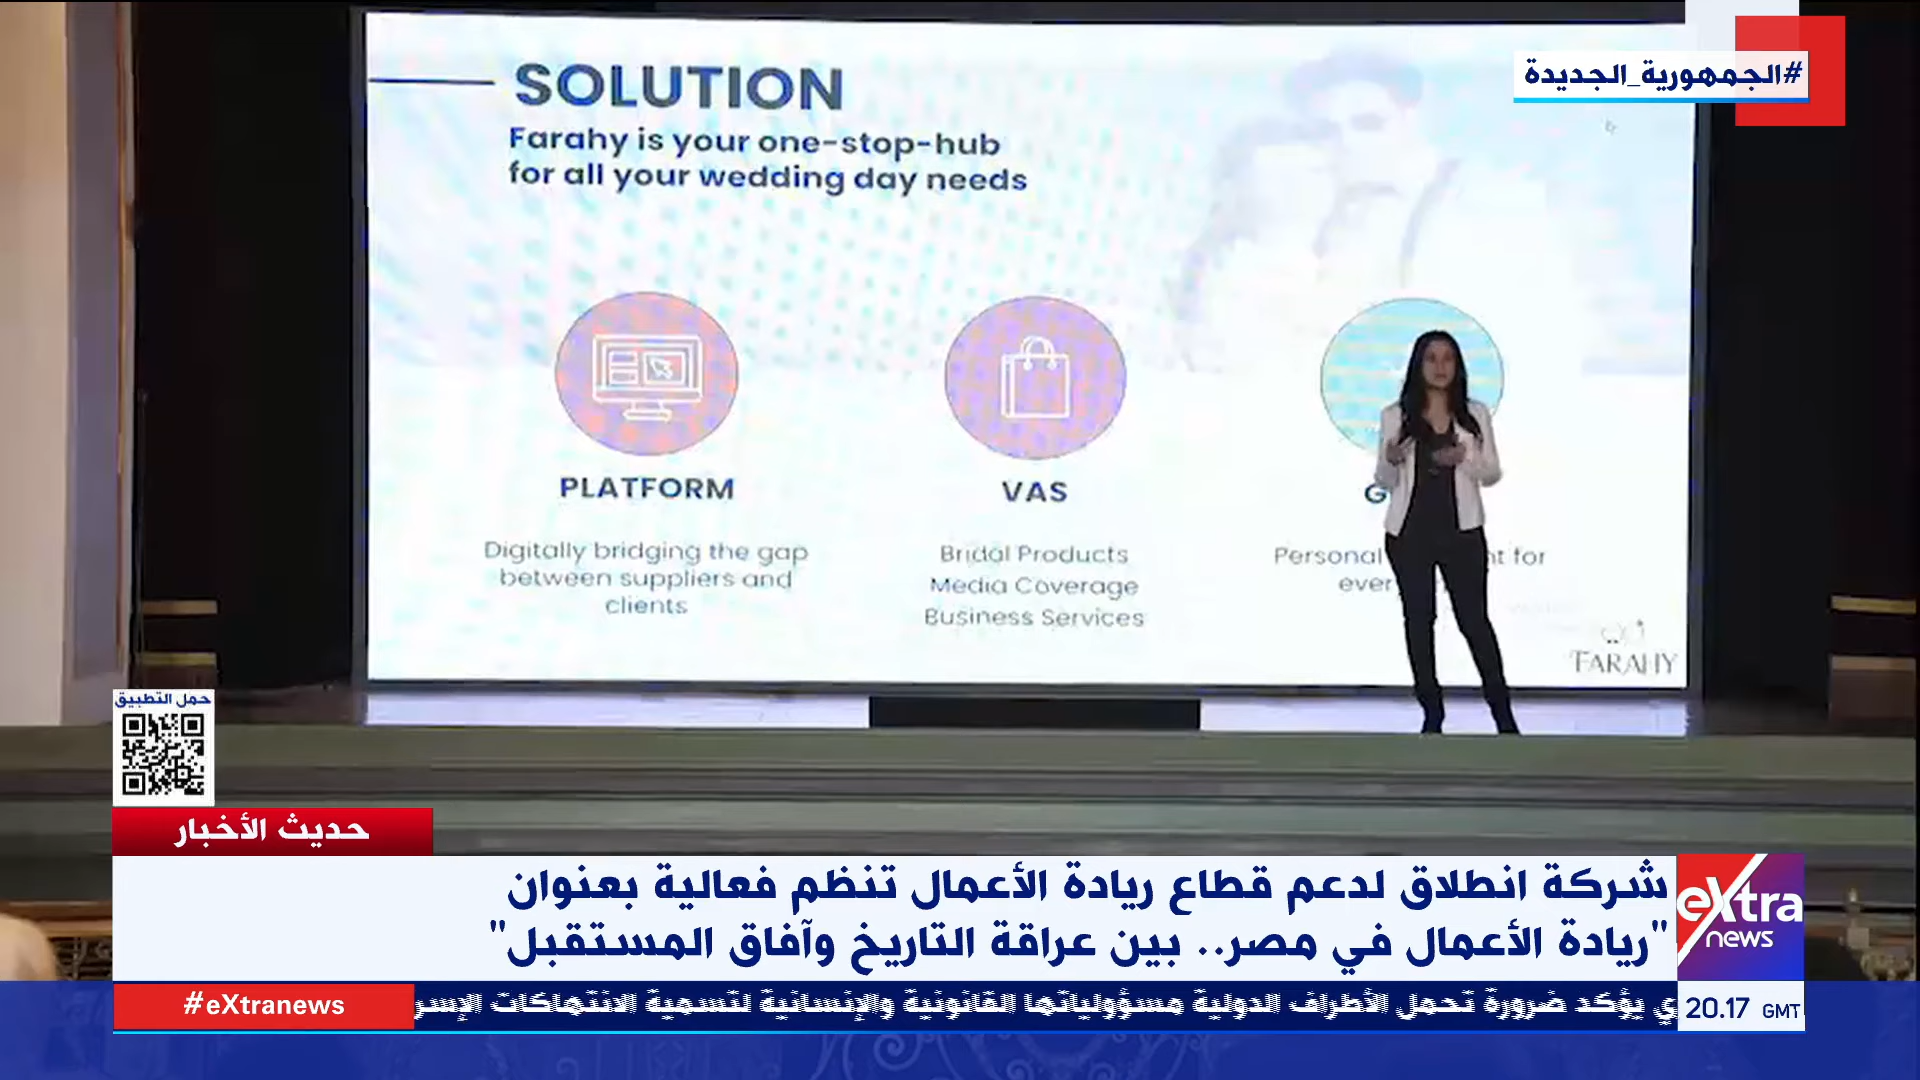 #الجمهورية_الجديدة
SOLUTION
Farahy is your one-stop-hub
for all your wedding day needs
PLATFORM
Digitally bridging the gap
between suppliers and
clients
VAS
Bridal Products
Media Coverage
Business Services
G
Personal for
FARAHY
حمل التطبيق
حديث الأخبار
شركة انطلاق لدعم قطاع ريادة الأعمال تنظم فعالية بعنوان
"ريادة الأعمال في مصر.. بين عراقة التاريخ وآفاق المستقبل"
eXtra
news
#eXtranews
ي يؤكد ضرورة تحمل الأطراف الدولية مسؤولياتها القانونية والإنسانية لتسمية الانتهاكات الإسر
20.17 GMT